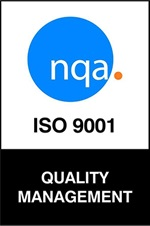 nqa.
ISO 9001
QUALITY
MANAGEMENT